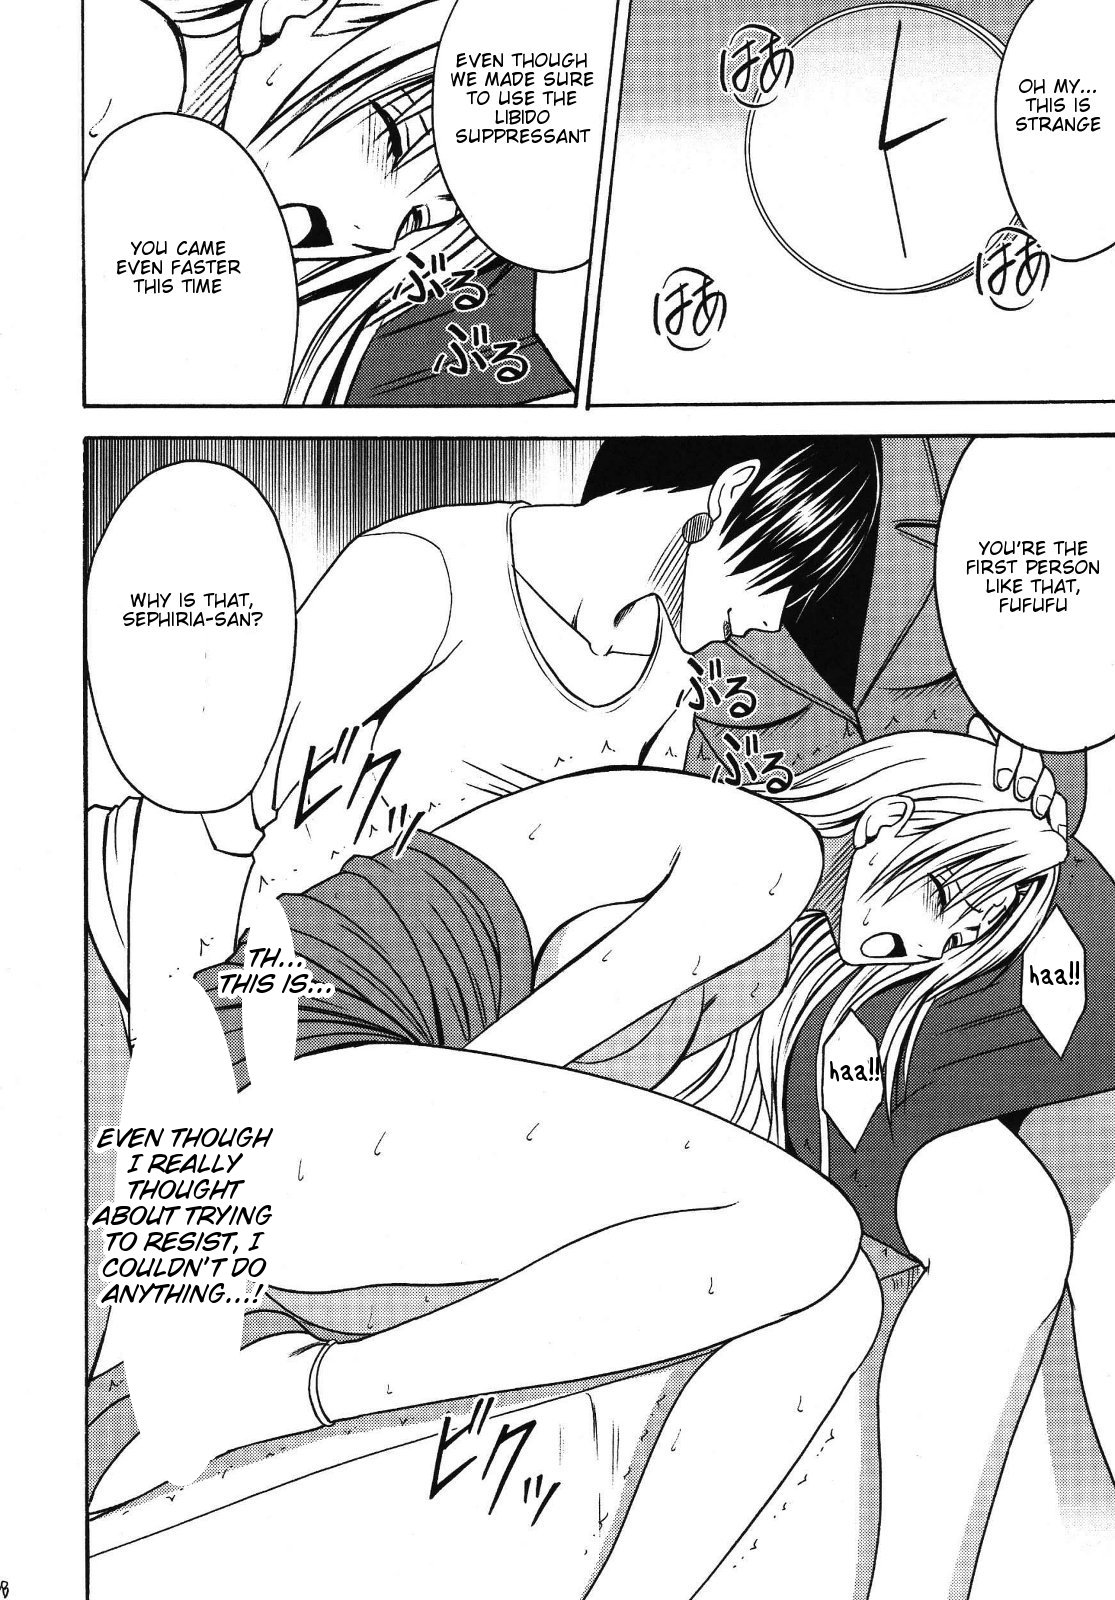 OH MY...
THIS IS
STRANGE
はあ
はあ
はあ
EVEN THOUGH
WE MADE SURE
TO USE THE
LIBIDO
SUPPRESSANT
YOU CAME
EVEN FASTER
THIS TIME
ぶる
ぶる
YOU'RE THE
FIRST PERSON
LIKE THAT,
FUFUFU
WHY IS THAT,
SEPHIRIA-SAN?
ぶる
ぶる
ビクッ
haa!!
haa!!
TH...
THIS IS...
EVEN THOUGH
I REALLY
THOUGHT
ABOUT TRYING
TO RESIST, I
COULDN'T DO
ANYTHING...!
ビクッ